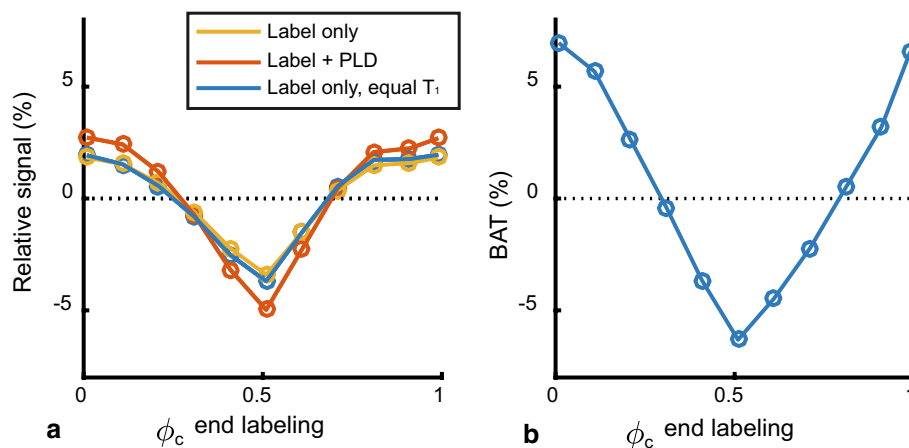 Label only
Label + PLD
Label only, equal T₁
Relative signal (%)
5
0
-5
0
0.5
1
a
ϕc end labeling
BAT (%)
5
0
-5
0
0.5
1
b
ϕc end labeling